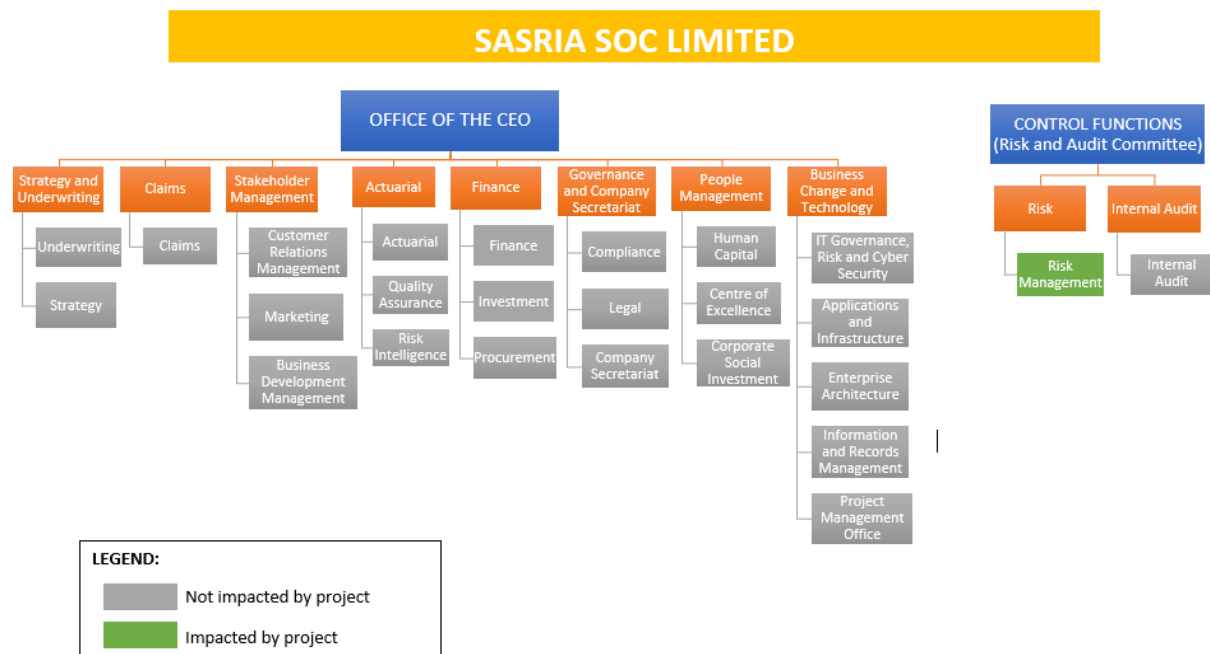 SASRIA SOC LIMITED
OFFICE OF THE CEO
CONTROL FUNCTIONS
(Risk and Audit Committee)
Strategy and
Underwriting
Underwriting
Strategy
Claims
Claims
Stakeholder
Management
Customer
Relations
Management
Marketing
Business
Development
Management
Actuarial
Actuarial
Quality
Assurance
Risk
Intelligence
Finance
Finance
Investment
Procurement
Governance
and Company
Secretariat
Compliance
Legal
Company
Secretariat
People
Management
Human
Capital
Centre of
Excellence
Corporate
Social
Investment
Business
Change and
Technology
IT Governance,
Risk and Cyber
Security
Applications
and
Infrastructure
Enterprise
Architecture
Information
and Records
Management
Project
Management
Office
Risk
Risk
Management
Internal Audit
Internal
Audit
LEGEND:
Not impacted by project
Impacted by project